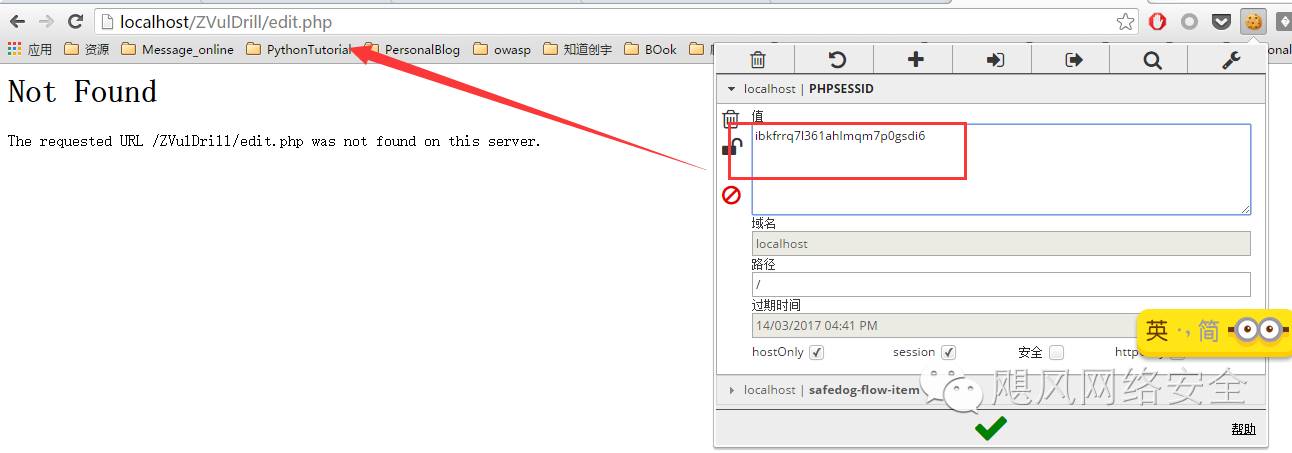 localhost/ZVulDrill/edit.php
应用 资源 Message_online PythonTutorial PersonalBlog owasp 知道创宇 BOok
Not Found
The requested URL /ZVulDrill/edit.php was not found on this server.
localhost | PHPSESSID
值
ibkfrrq7l361ahlmqm7p0gsdi6
域名
localhost
路径
/
过期时间
14/03/2017 04:41 PM
英 简
hostOnly session 安全
localhost | safedog-flow-item
飓风网络安全
帮助